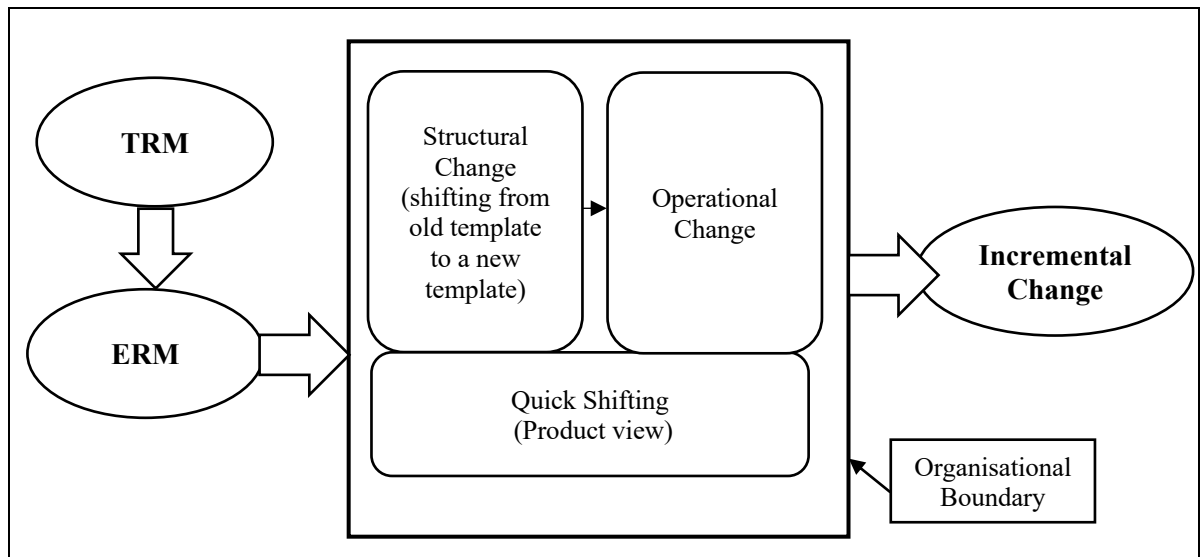 TRM
ERM
Structural
Change
(shifting from
old template
to a new
template)
Operational
Change
Quick Shifting
(Product view)
Incremental
Change
Organisational
Boundary